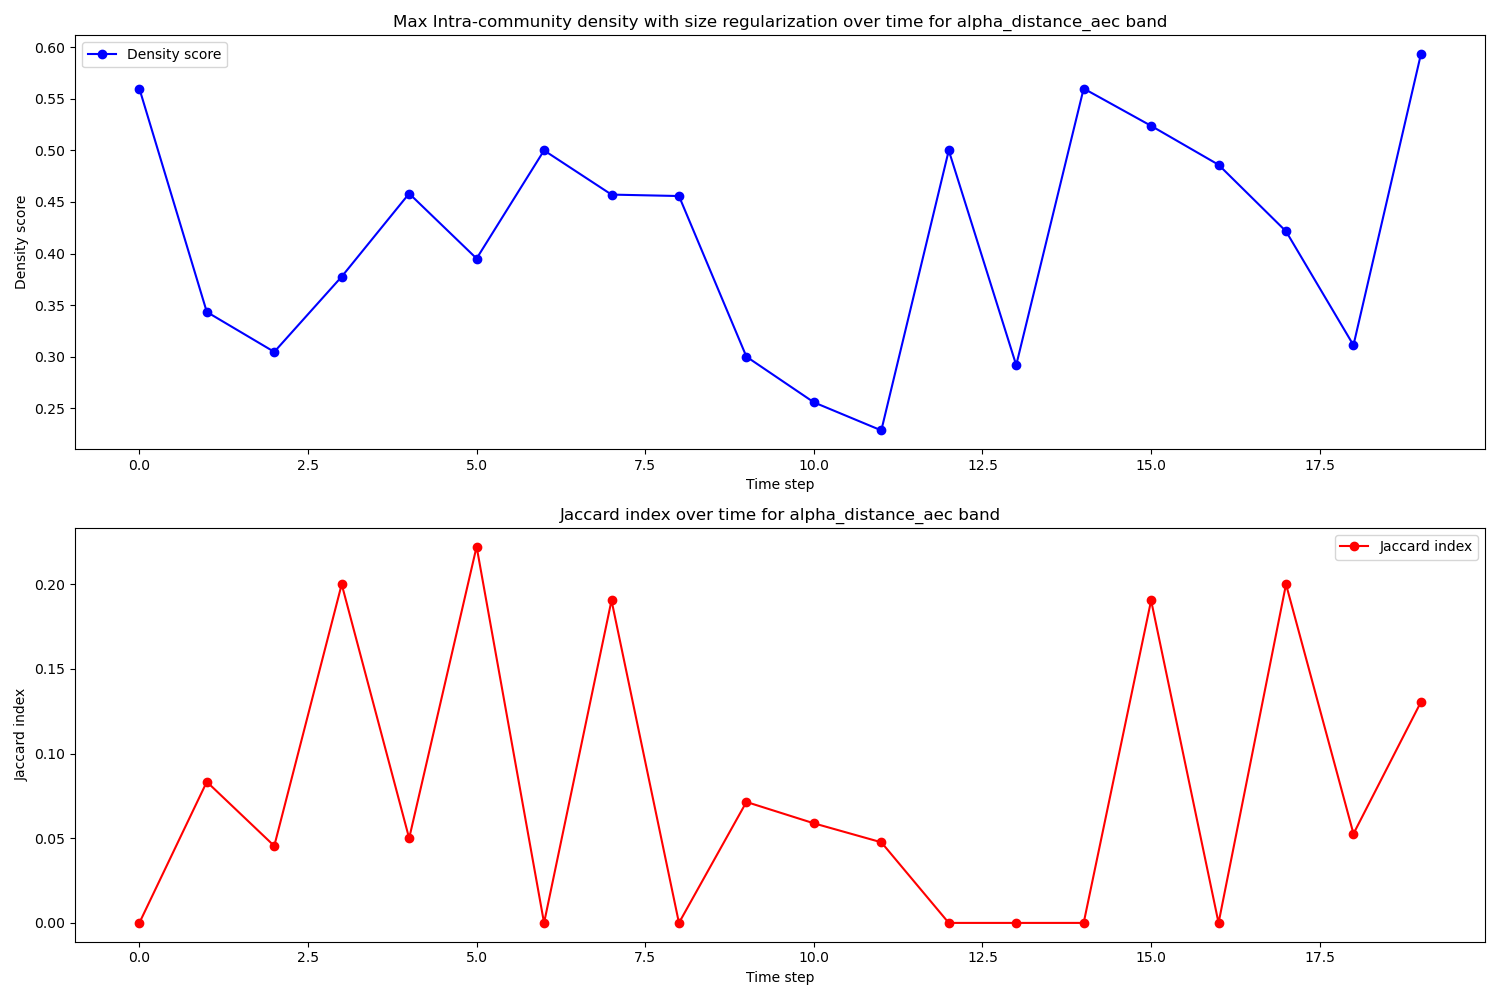 Max Intra-community density with size regularization over time for alpha_distance_aec band
Density score
0.60
0.55
0.50
0.45
0.40
0.35
0.30
0.25
Density score
0.0 2.5 5.0 7.5 10.0 12.5 15.0 17.5
Time step
Jaccard index over time for alpha_distance_aec band
Jaccard index
0.20
0.15
0.10
0.05
0.00
Jaccard index
0.0 2.5 5.0 7.5 10.0 12.5 15.0 17.5
Time step